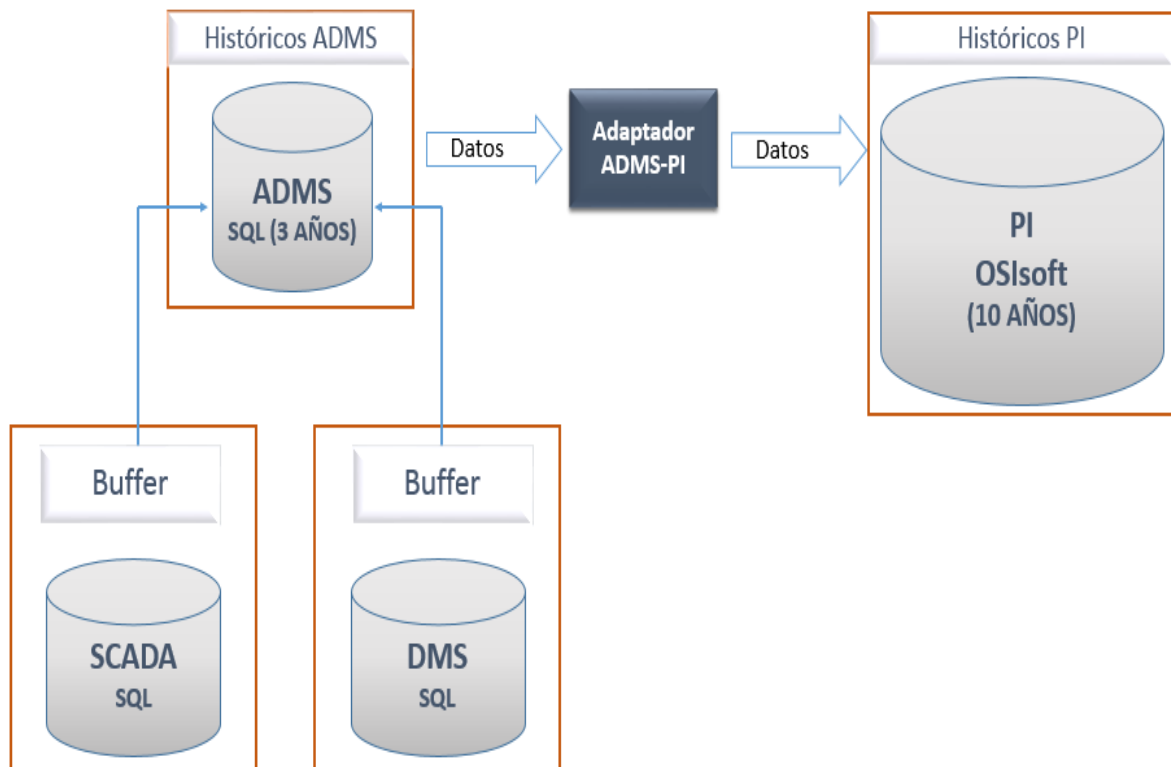 Históricos ADMS
ADMS
SQL (3 AÑOS)
Datos
Adaptador
ADMS-PI
Datos
Históricos PI
PI
OSIsoft
(10 AÑOS)
Buffer
SCADA
SQL
Buffer
DMS
SQL